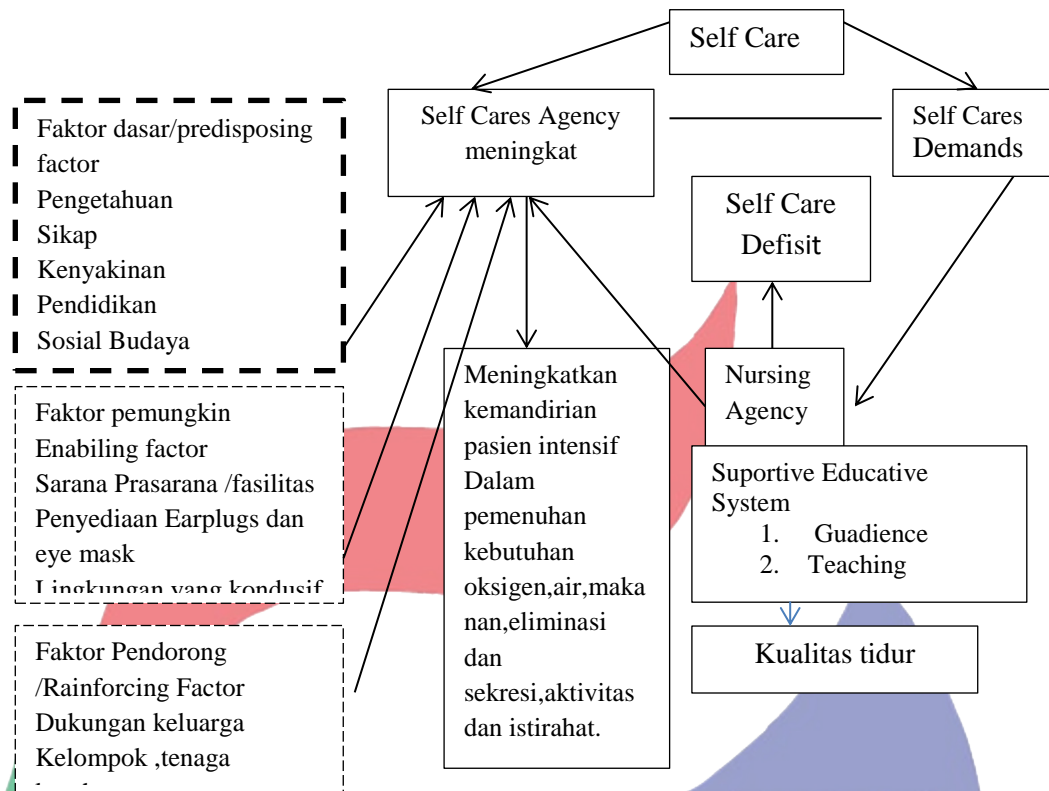 Self Care
Self Cares Agency
meningkat
Self Cares
Demands
Faktor dasar/predisposing
factor
Pengetahuan
Sikap
Kenyakinan
Pendidikan
Sosial Budaya
Self Care
Defisit
Faktor pemungkin
Enabiling factor
Sarana Prasarana /fasilitas
Penyediaan Earplugs dan
eye mask
Lingkungan yang kondusif
Meningkatkan
kemandirian
pasien intensif
Dalam
pemenuhan
kebutuhan
oksigen,air,maka
nan,eliminasi
dan
sekresi,aktivitas
dan istirahat.
Nursing
Agency
Suportive Educative
System
1. Guadience
2. Teaching
Kualitas tidur
Faktor Pendorong
/Rainforcing Factor
Dukungan keluarga
Kelompok ,tenaga